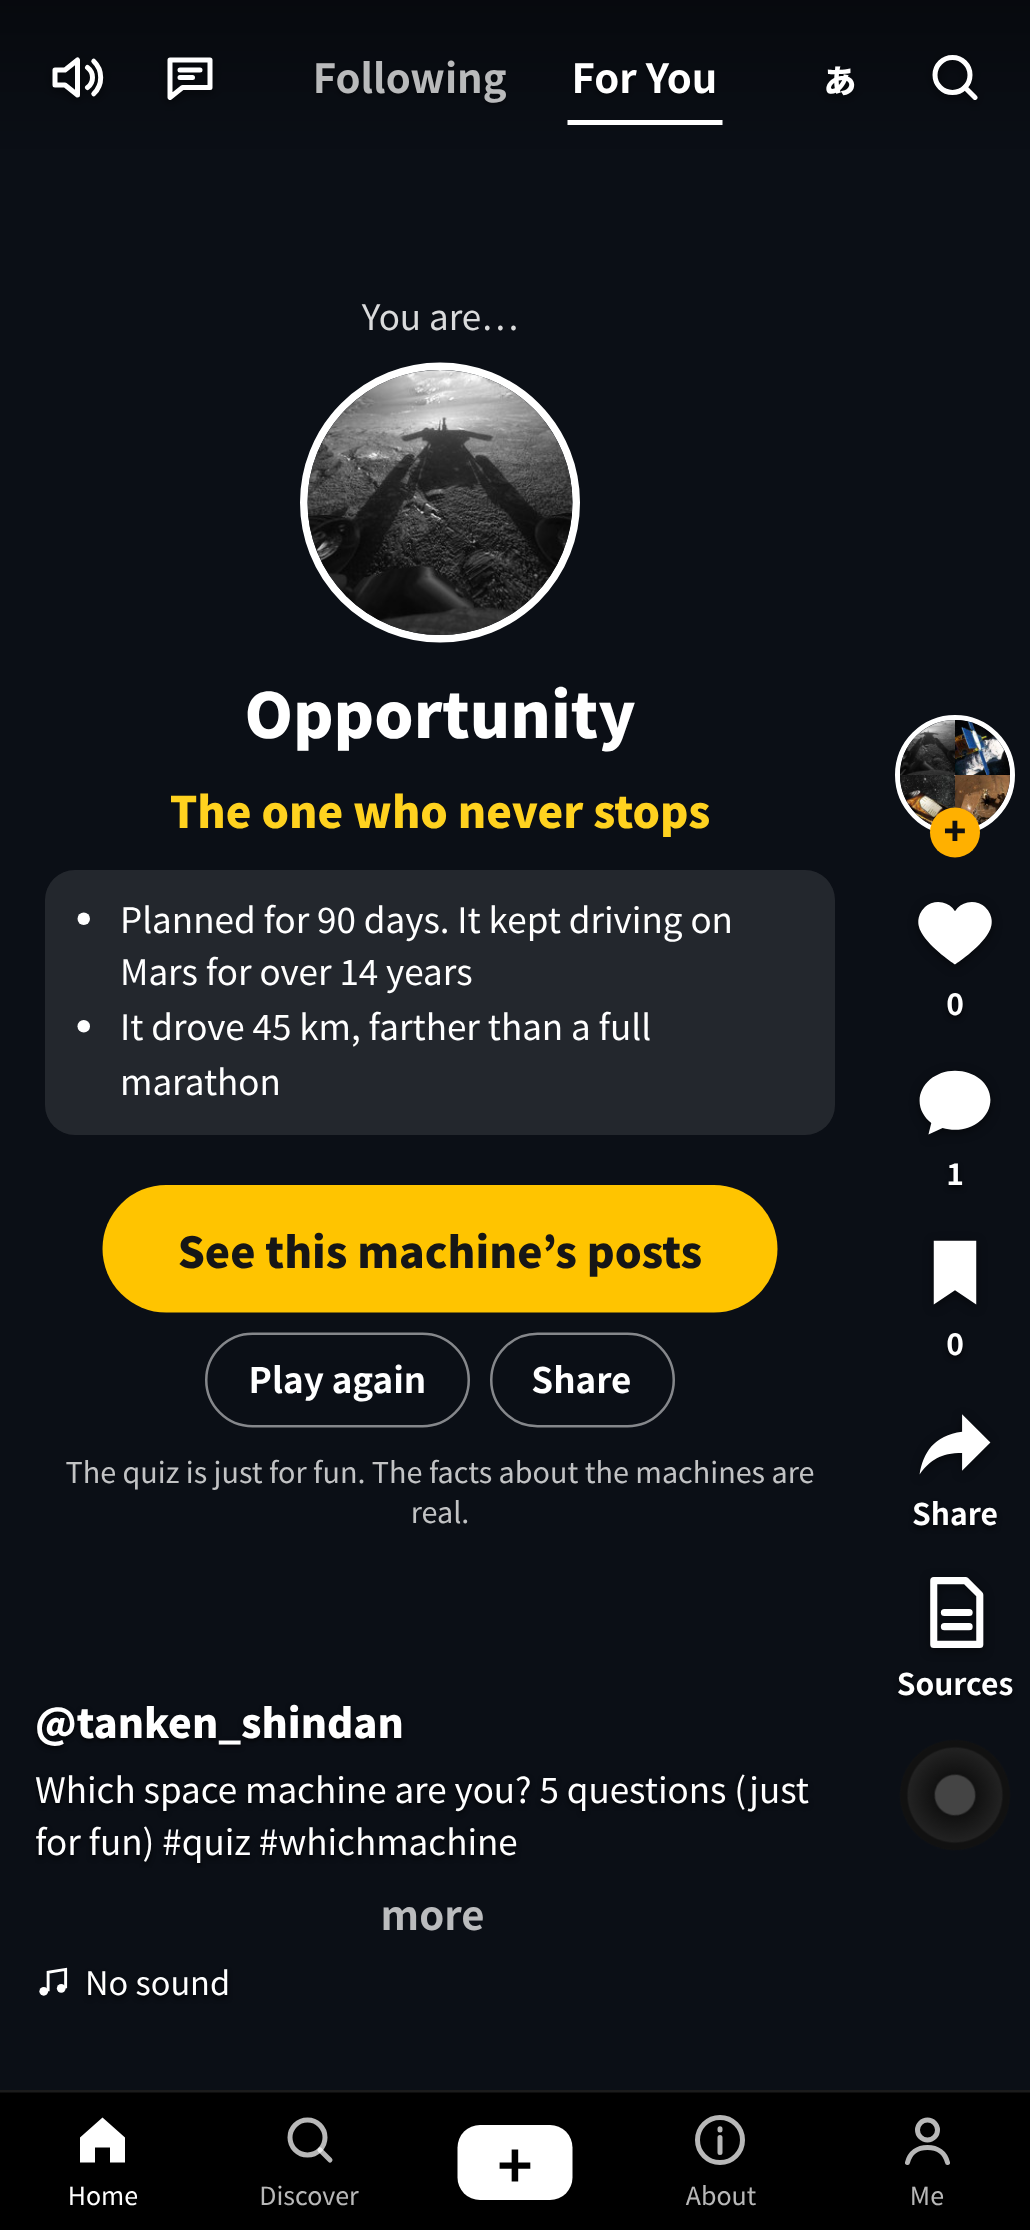 Following
For You
あ
You are…
Opportunity
The one who never stops
• Planned for 90 days. It kept driving on
Mars for over 14 years
• It drove 45 km, farther than a full
marathon
See this machine’s posts
Play again
Share
The quiz is just for fun. The facts about the machines are
real.
0
1
0
Share
Sources
@tanken_shindan
Which space machine are you? 5 questions (just
for fun) #quiz #whichmachine
more
No sound
Home
Discover
About
Me